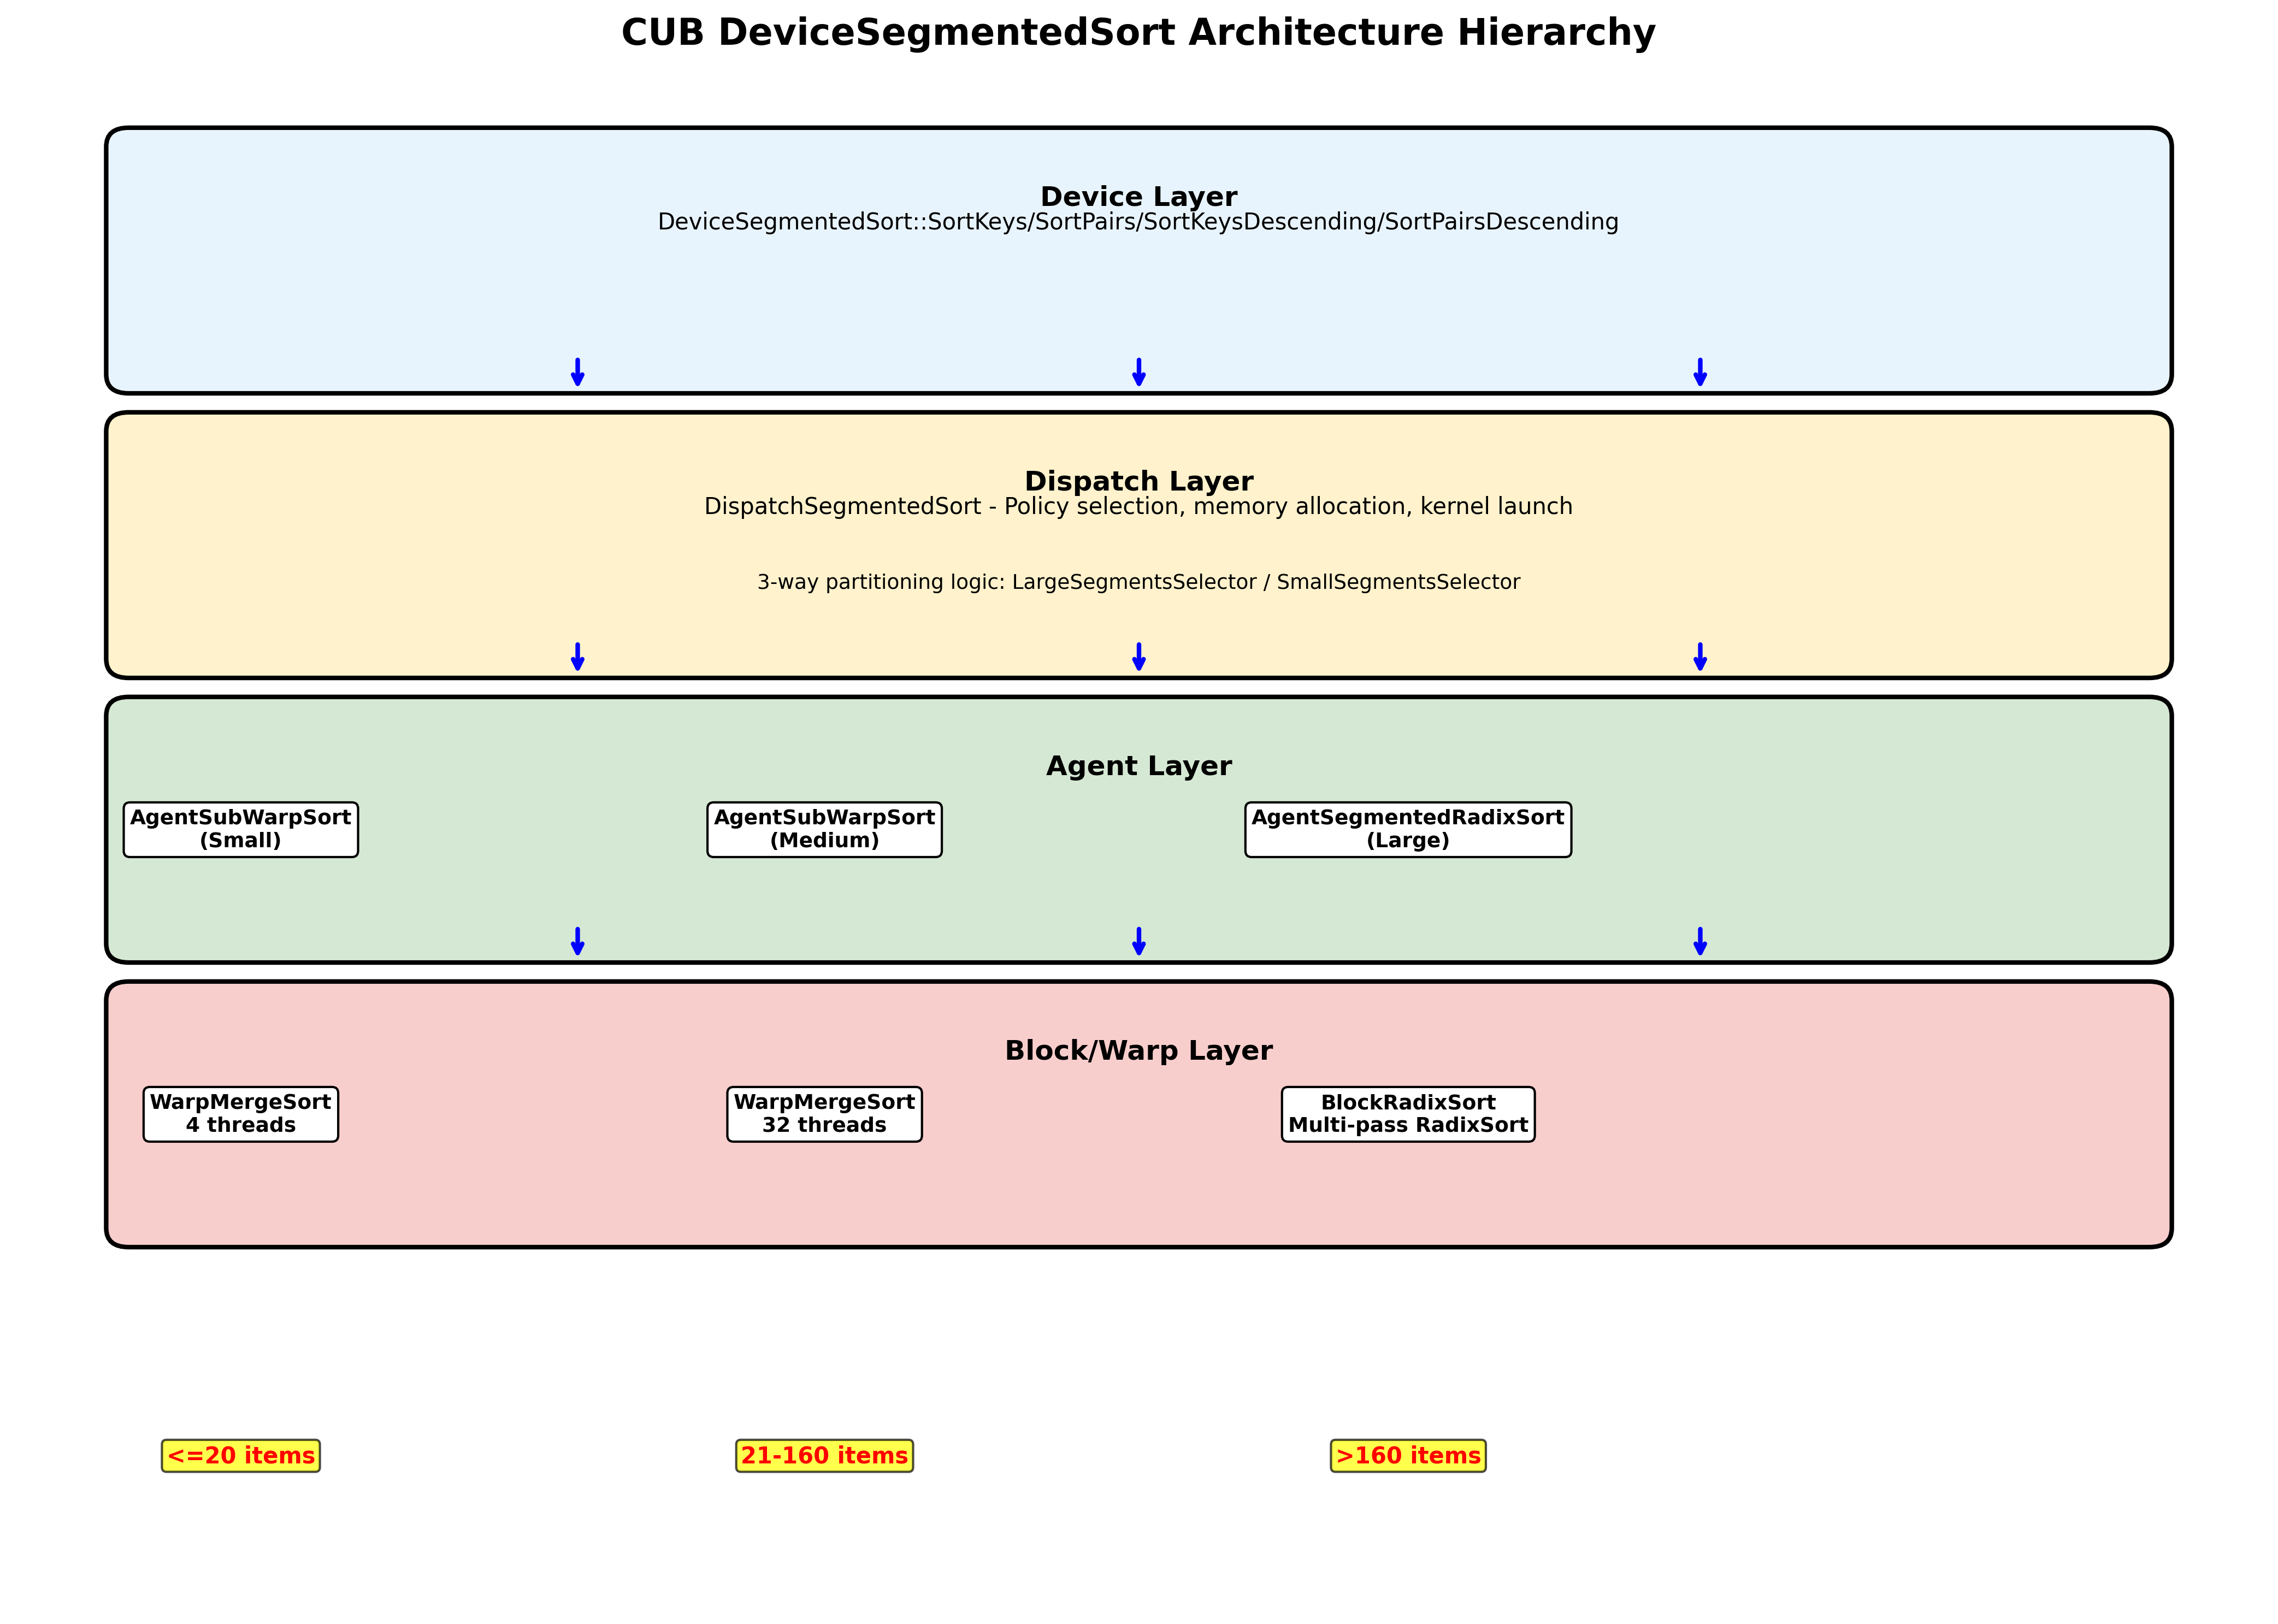 CUB DeviceSegmentedSort Architecture Hierarchy
Device Layer
DeviceSegmentedSort::SortKeys/SortPairs/SortKeysDescending/SortPairsDescending
Dispatch Layer
DispatchSegmentedSort - Policy selection, memory allocation, kernel launch
3-way partitioning logic: LargeSegmentsSelector / SmallSegmentsSelector
Agent Layer
AgentSubWarpSort
(Small)
AgentSubWarpSort
(Medium)
AgentSegmentedRadixSort
(Large)
Block/Warp Layer
WarpMergeSort
4 threads
WarpMergeSort
32 threads
BlockRadixSort
Multi-pass RadixSort
<=20 items
21-160 items
>160 items